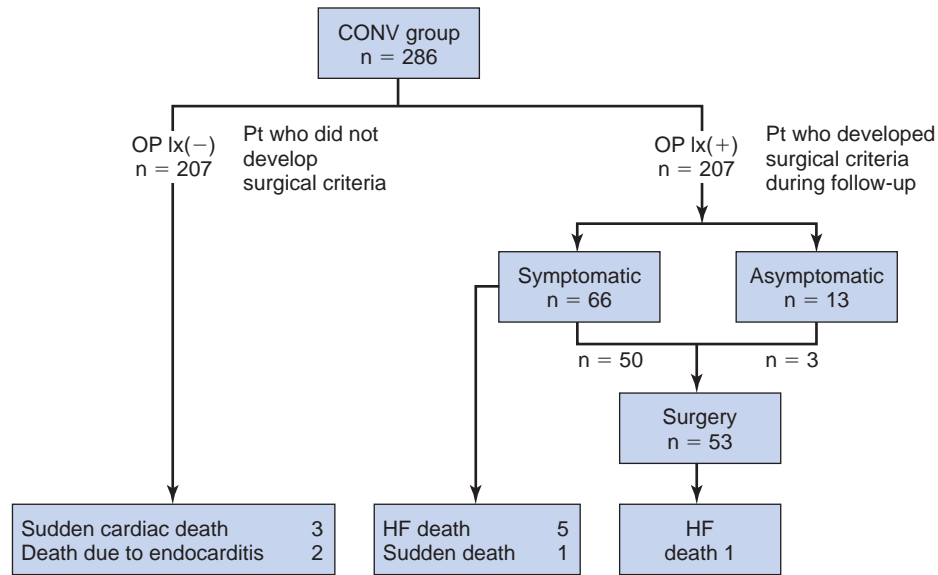 CONV group
n = 286
OP Ix(−)
n = 207
Pt who did not
develop
surgical criteria
OP Ix(+)
n = 207
Pt who developed
surgical criteria
during follow-up
Symptomatic
n = 66
Asymptomatic
n = 13
n = 50
n = 3
Surgery
n = 53
Sudden cardiac death 3
Death due to endocarditis 2
HF death 5
Sudden death 1
HF
death 1